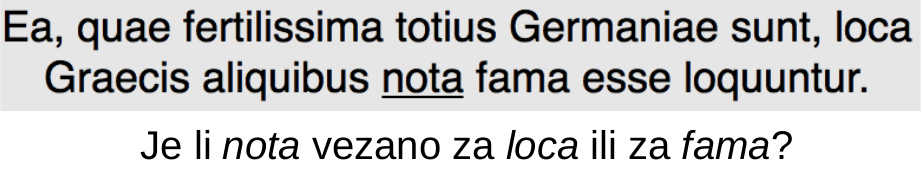 Ea, quae fertilissima totius Germaniae sunt, loca
Graecis aliquibus nota fama esse loquuntur.
Je li nota vezano za loca ili za fama?